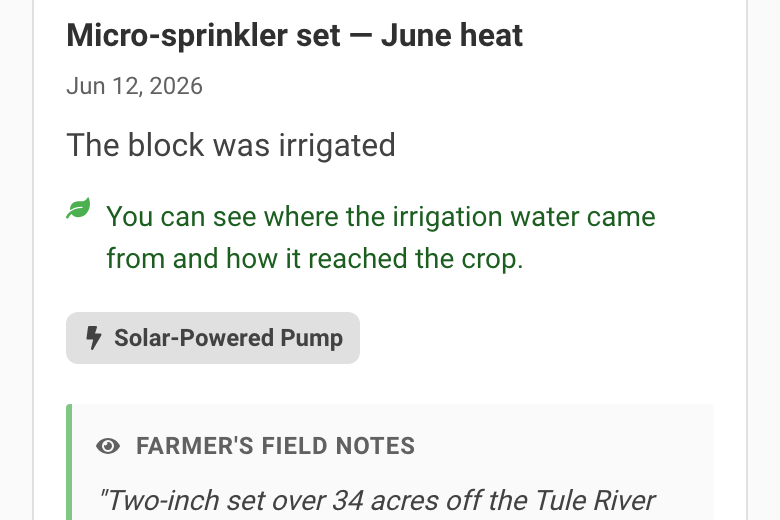 Micro-sprinkler set — June heat
Jun 12, 2026
The block was irrigated
You can see where the irrigation water came
from and how it reached the crop.
Solar-Powered Pump
FARMER'S FIELD NOTES
"Two-inch set over 34 acres off the Tule River